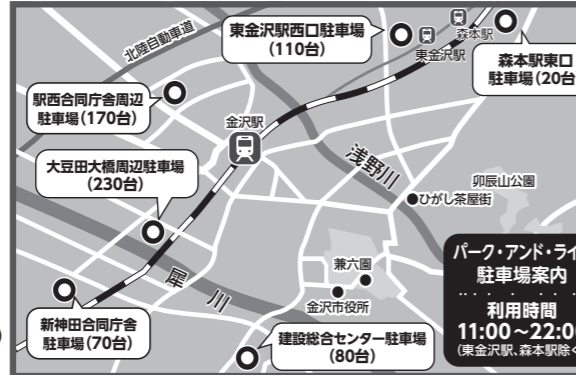 北陸自動車道
東金沢駅西口駐車場
(110台)
東金沢駅
森本駅
森本駅東口
駐車場(20台
駅西合同庁舎周辺
駐車場(170台)
金沢駅
大豆田大橋周辺駐車場
(230台)
浅野川
卯辰山公園
ひがし茶屋街
兼六園
金沢市役所
犀川
新神田合同庁舎
駐車場(70台)
建設総合センター駐車場
(80台)
パーク・アンド・ライ
駐車場案内
利用時間
11:00～22:00
(東金沢駅、森本駅除く